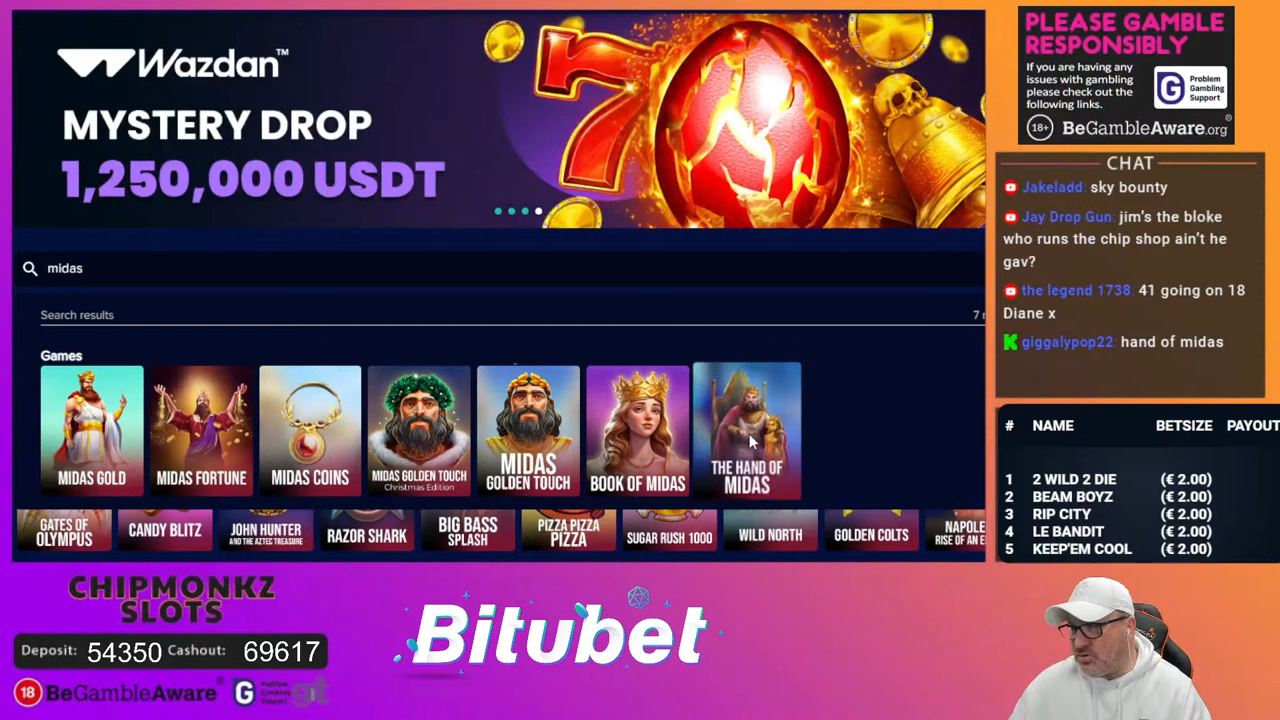 Wazdan™
MYSTERY DROP
1,250,000 USDT
midas
Search results
7
Games
MIDAS GOLD
MIDAS FORTUNE
MIDAS COINS
MIDAS GOLDEN TOUCH
Christmas Edition
MIDAS
GOLDEN TOUCH
BOOK OF MIDAS
THE HAND OF
MIDAS
GATES OF
OLYMPUS
CANDY BLITZ
JOHN HUNTER
AND THE AZTEC TREASURE
RAZOR SHARK
BIG BASS
SPLASH
PIZZA PIZZA
PIZZA
SUGAR RUSH 1000
WILD NORTH
GOLDEN COLTS
RISE OF AN
CHIPMONKZ
SLOTS
Deposit: 54350 Cashout: 69617
18 BeGambleAware®
G
Bitubet
PLEASE GAMBLE
RESPONSIBLY
If you are having any
issues with gambling
please check out the
following links.
G Problem
Gambling
Support
18+ BeGambleAware.org®
CHAT
Jakeladd: sky bounty
Jay Drop Gun: jim's the bloke
who runs the chip shop ain't he
gav?
the legend 1738: 41 going on 18
Diane x
K giggalypop22: hand of midas
# NAME BETSIZE PAYOUT
1 2 WILD 2 DIE (€ 2.00)
2 BEAM BOYZ (€ 2.00)
3 RIP CITY (€ 2.00)
4 LE BANDIT (€ 2.00)
5 KEEP'EM COOL (€ 2.00)